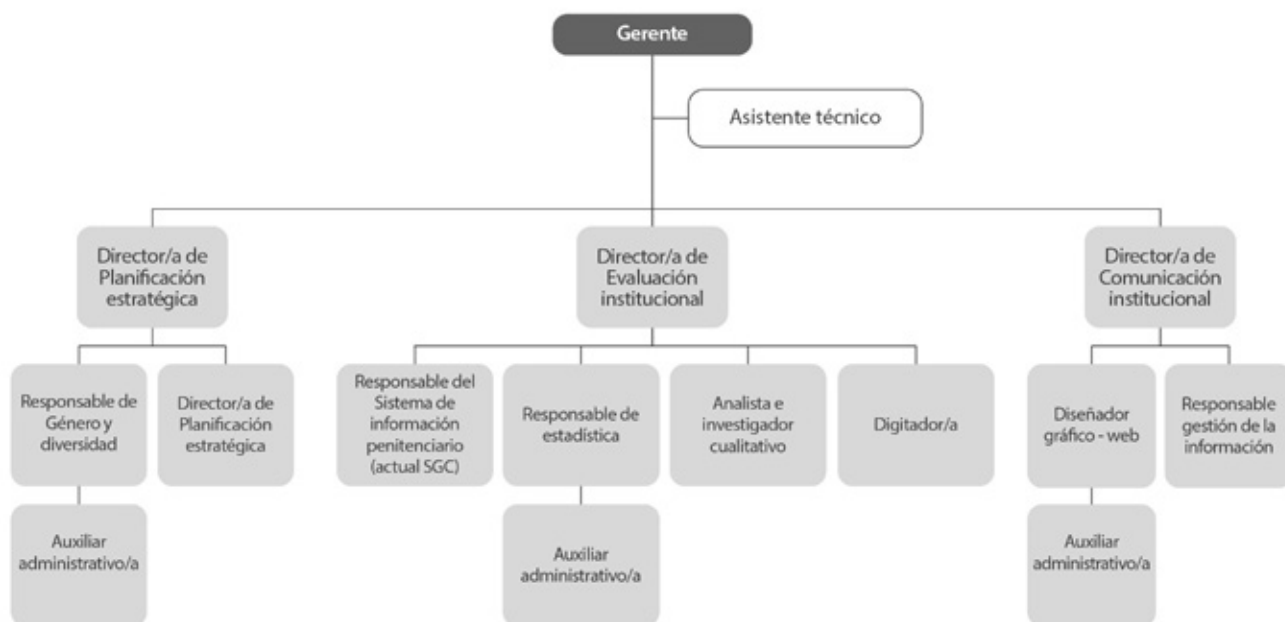 Gerente
Asistente técnico
Director/a de
Planificación
estratégica
Director/a de
Evaluación
institucional
Director/a de
Comunicación
institucional
Responsable de
Género y
diversidad
Director/a de
Planificación
estratégica
Responsable del
Sistema de
información
penitenciario
(actual SGC)
Responsable de
estadística
Analista e
investigador
cualitativo
Digitador/a
Diseñador
gráfico - web
Responsable
gestión de la
información
Auxiliar
administrativo/a
Auxiliar
administrativo/a
Auxiliar
administrativo/a